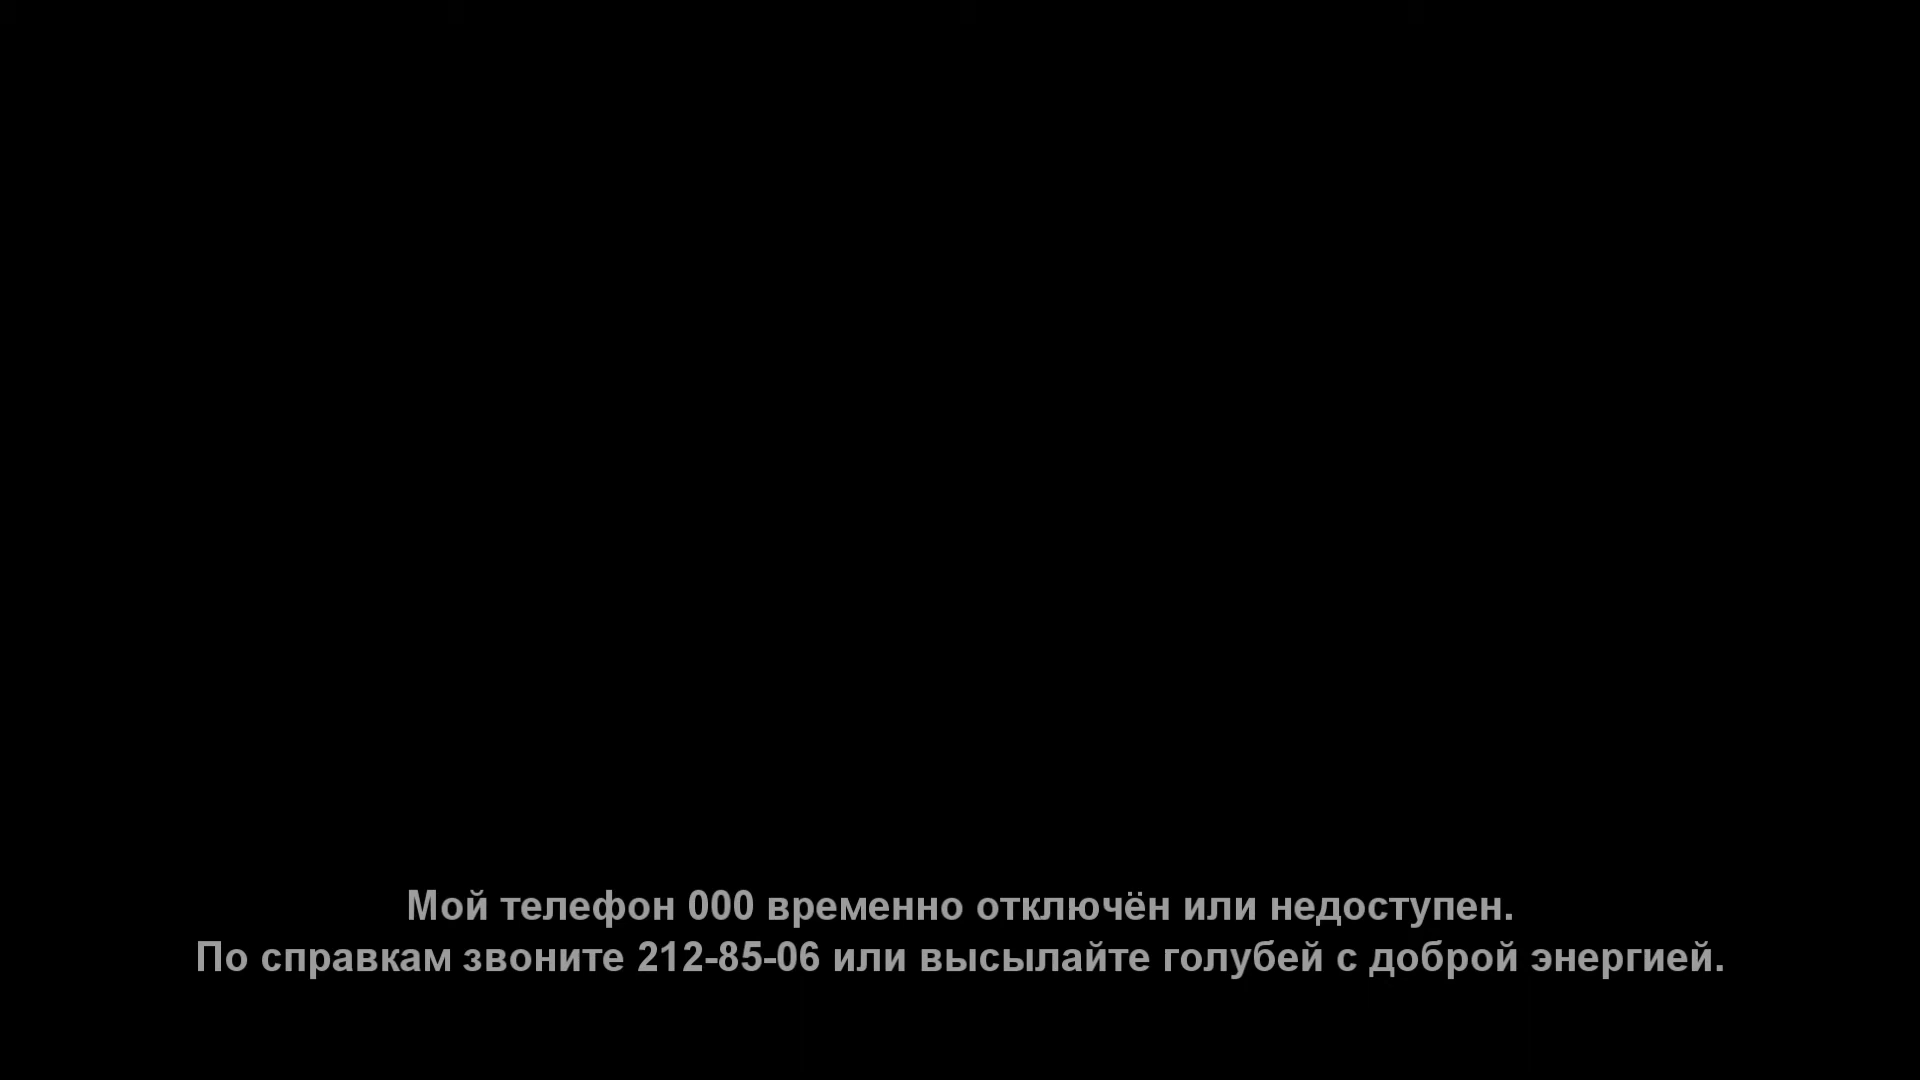 Мой телефон 000 временно отключён или недоступен.
По справкам звоните 212-85-06 или высылайте голубей с доброй энергией.